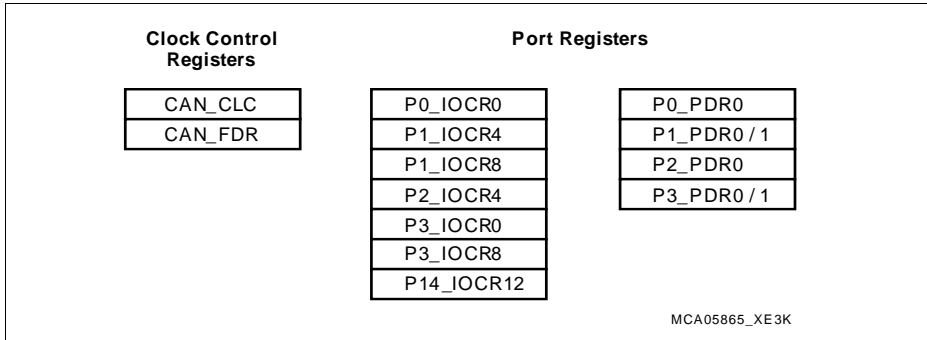 Clock Control
Registers
Port Registers
CAN_CLC
CAN_FDR
P0_IOCR0
P1_IOCR4
P1_IOCR8
P2_IOCR4
P3_IOCR0
P3_IOCR8
P14_IOCR12
P0_PDR0
P1_PDR0 / 1
P2_PDR0
P3_PDR0 / 1
MCA05865_XE3K